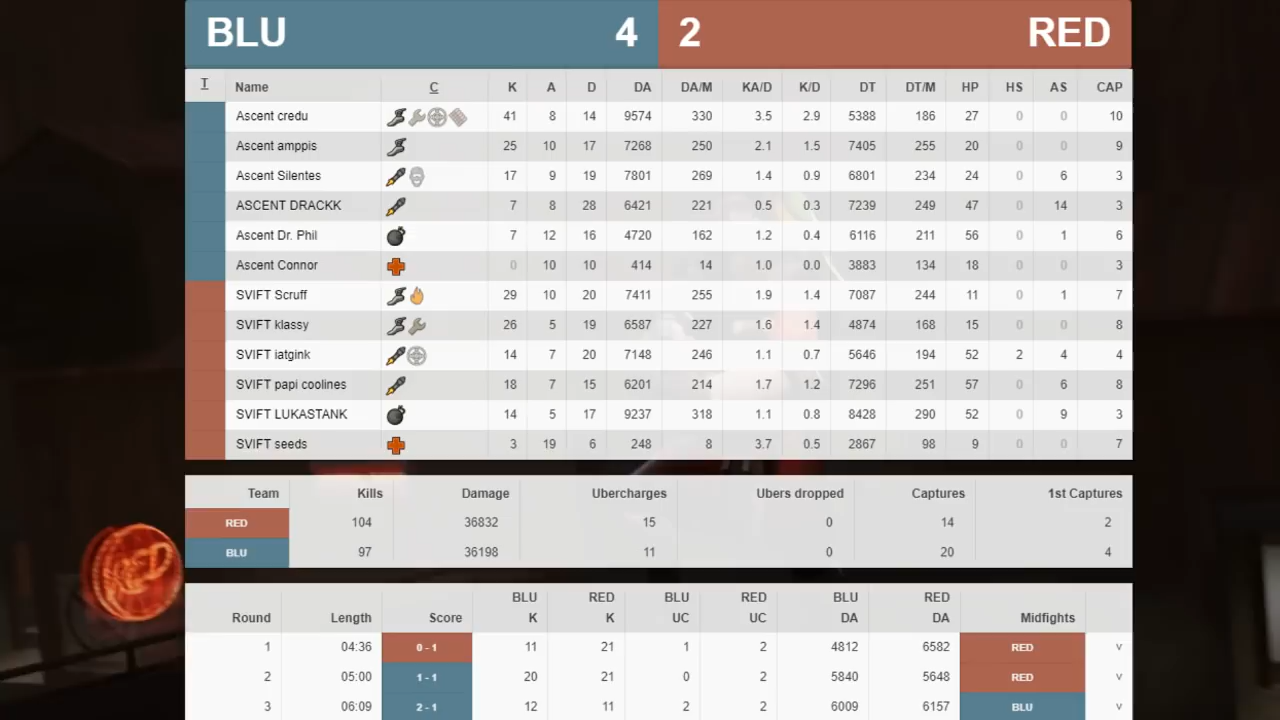 BLU 4 2 RED
T Name C K A D DA DA/M KA/D K/D DT DT/M HP HS AS CAP
Ascent credu 41 8 14 9574 330 3.5 2.9 5388 186 27 0 0 10
Ascent amppis 25 10 17 7268 250 2.1 1.5 7405 255 20 0 0 9
Ascent Silentes 17 9 19 7801 269 1.4 0.9 6801 234 24 0 6 3
ASCENT DRACKK 7 8 28 6421 221 0.5 0.3 7239 249 47 0 14 3
Ascent Dr. Phil 7 12 16 4720 162 1.2 0.4 6116 211 56 0 1 6
Ascent Connor 0 10 10 414 14 1.0 0.0 3883 134 18 0 0 3
SVIFT Scruff 29 10 20 7411 255 1.9 1.4 7087 244 11 0 1 7
SVIFT klassy 26 5 19 6587 227 1.6 1.4 4874 168 15 0 0 8
SVIFT iatgink 14 7 20 7148 246 1.1 0.7 5646 194 52 2 4 4
SVIFT papi coolines 18 7 15 6201 214 1.7 1.2 7296 251 57 0 6 8
SVIFT LUKASTANK 14 5 17 9237 318 1.1 0.8 8428 290 52 0 9 3
SVIFT seeds 3 19 6 248 8 3.7 0.5 2867 98 9 0 0 7
Team Kills Damage Ubercharges Ubers dropped Captures 1st Captures
RED 104 36832 15 0 14 2
BLU 97 36198 11 0 20 4
BLU RED BLU RED BLU RED
Round Length Score K K UC UC DA DA Midfights
1 04:36 0 - 1 11 21 1 2 4812 6582 RED v
2 05:00 1 - 1 20 21 0 2 5840 5648 RED v
3 06:09 2 - 1 12 11 2 2 6009 6157 BLU v